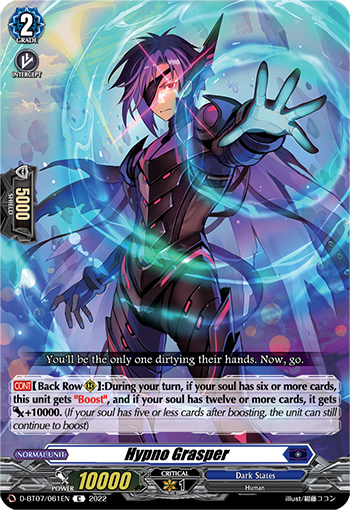 2
GRADE
INTERCEPT
5000
SHIELD
You'll be the only one dirtying their hands. Now, go.
CONT【Back Row】:During your turn, if your soul has six or more cards,
this unit gets "Boost", and if your soul has twelve or more cards, it gets
+10000. (If your soul has five or less cards after boosting, the unit can still
continue to boost)
NORMAL UNIT
Hypno Grasper
POWER 10000
CRITICAL
1
Dark States
Human
D-BT07/061EN C 2022
illust/紺藤ココン